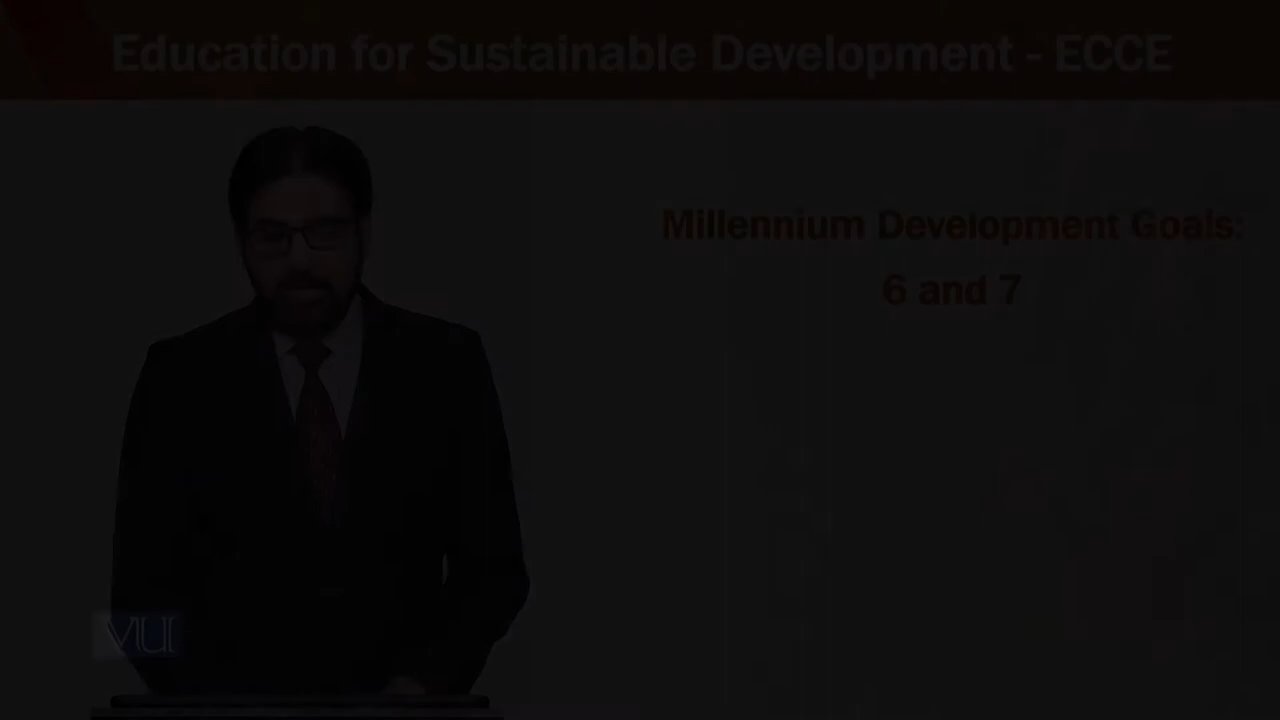 Education for Sustainable Development - ECCE
Millennium Development Goals:
6 and 7
VU